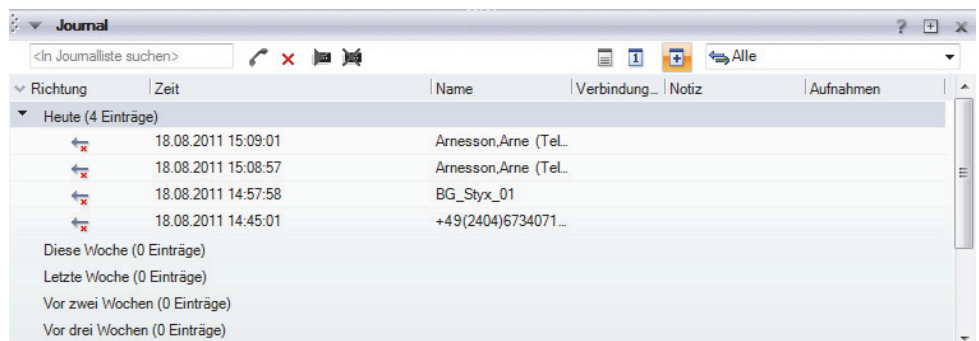 Journal ?
<In Journalliste suchen> 1 Alle
Richtung Zeit Name Verbindung... Notiz Aufnahmen
Heute (4 Einträge)
18.08.2011 15:09:01 Arnesson,Arne (Tel...
18.08.2011 15:08:57 Arnesson,Arne (Tel...
18.08.2011 14:57:58 BG_Styx_01
18.08.2011 14:45:01 +49(2404)6734071...
Diese Woche (0 Einträge)
Letzte Woche (0 Einträge)
Vor zwei Wochen (0 Einträge)
Vor drei Wochen (0 Einträge)